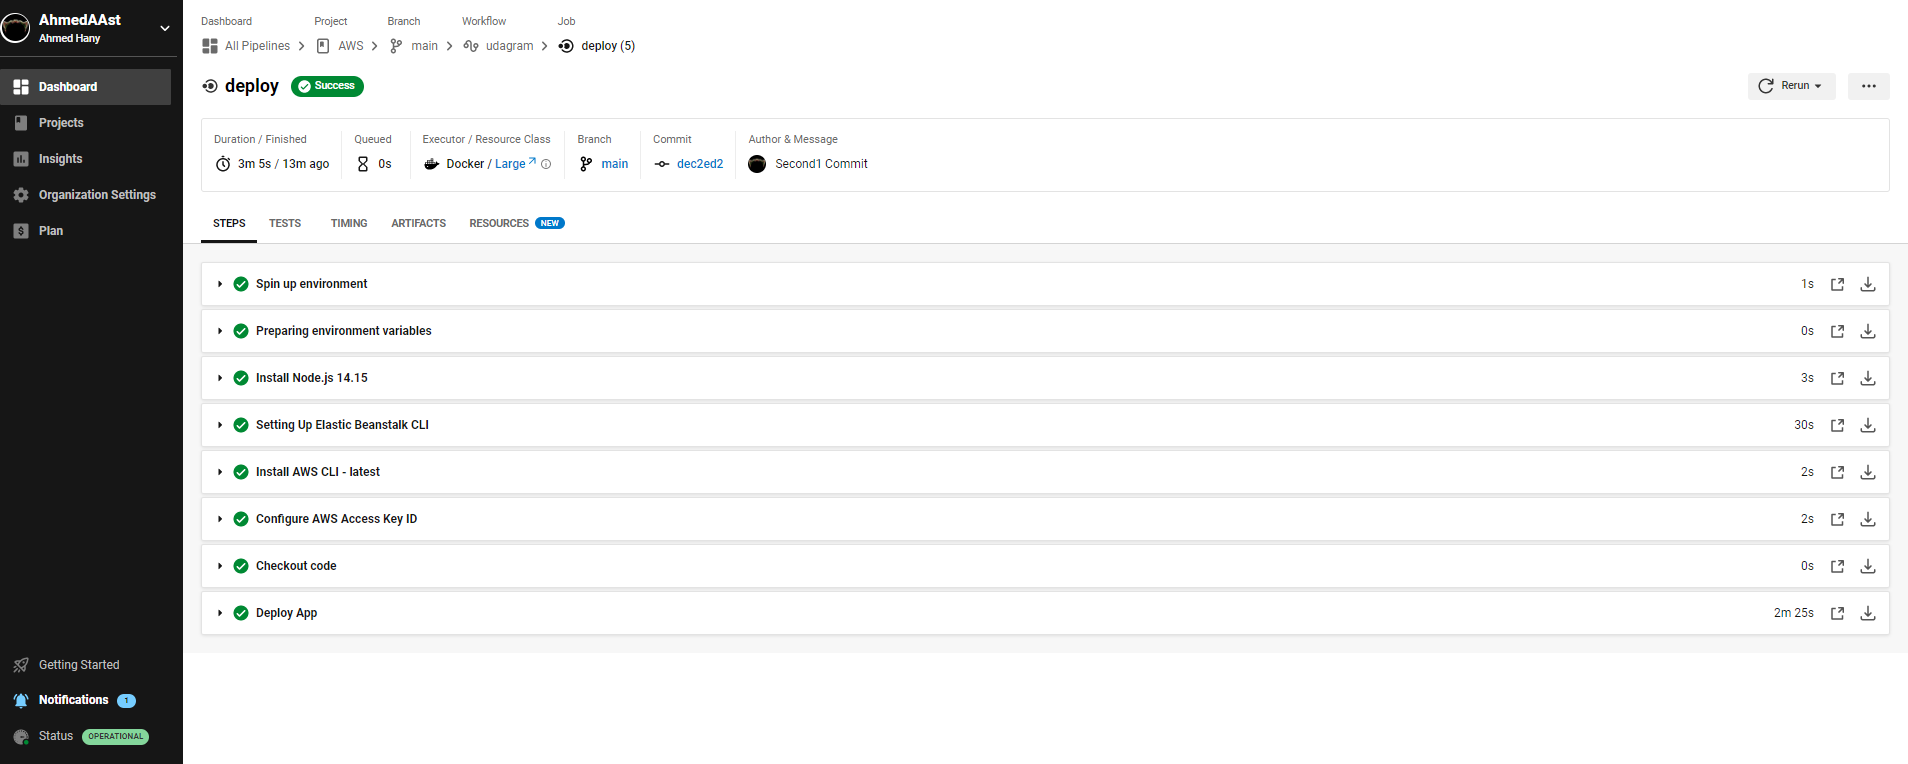 AhmedAAst
Ahmed Hany
Dashboard
Projects
Insights
Organization Settings
Plan
Getting Started
Notifications 1
Status OPERATIONAL
Dashboard Project Branch Workflow Job
All Pipelines AWS main udagram deploy (5)
deploy Success
Rerun
Duration / Finished Queued Executor / Resource Class Branch Commit Author & Message
3m 5s / 13m ago 0s Docker / Large main dec2ed2 Second1 Commit
STEPS TESTS TIMING ARTIFACTS RESOURCES NEW
Spin up environment 1s
Preparing environment variables 0s
Install Node.js 14.15 3s
Setting Up Elastic Beanstalk CLI 30s
Install AWS CLI - latest 2s
Configure AWS Access Key ID 2s
Checkout code 0s
Deploy App 2m 25s